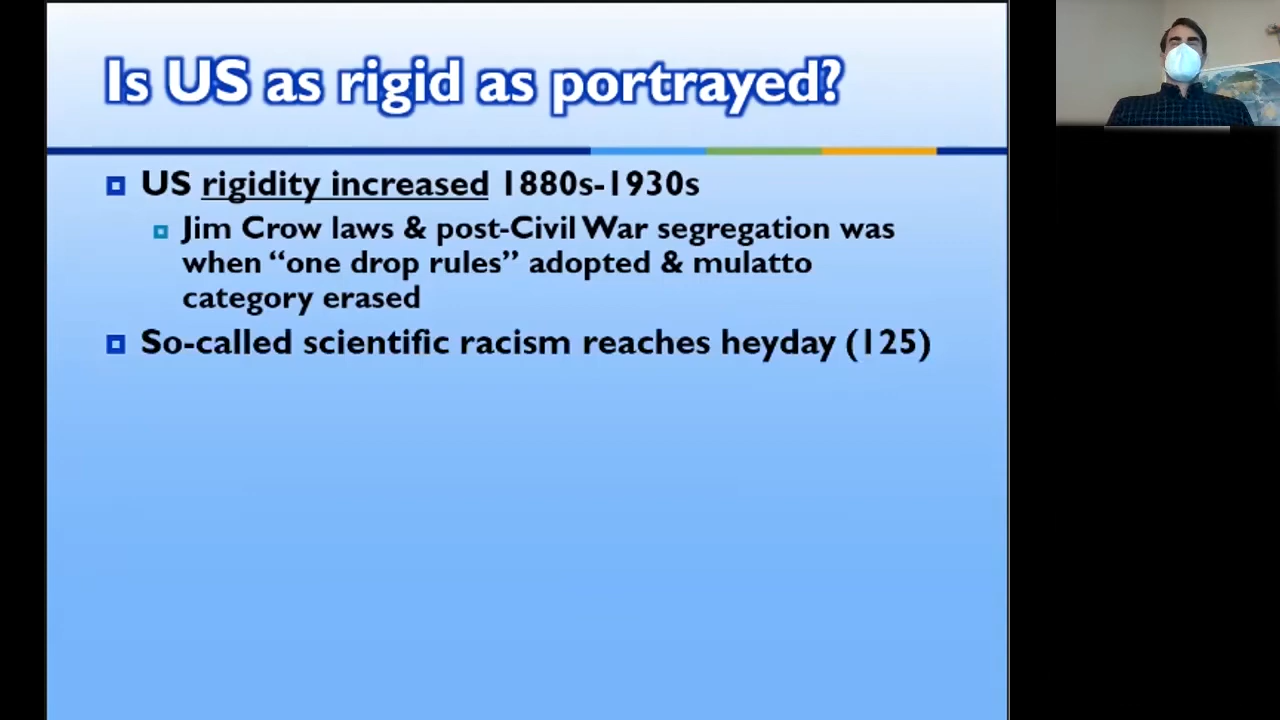 Is US as rigid as portrayed?
US rigidity increased 1880s-1930s
Jim Crow laws & post-Civil War segregation was
when “one drop rules” adopted & mulatto
category erased
So-called scientific racism reaches heyday (125)